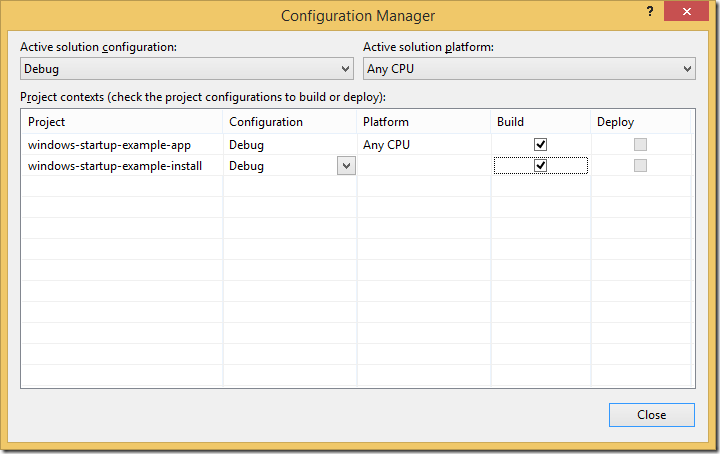 Configuration Manager
?
Active solution configuration: Active solution platform:
Debug Any CPU
Project contexts (check the project configurations to build or deploy):
Project Configuration Platform Build Deploy
windows-startup-example-app Debug Any CPU
windows-startup-example-install Debug
Close